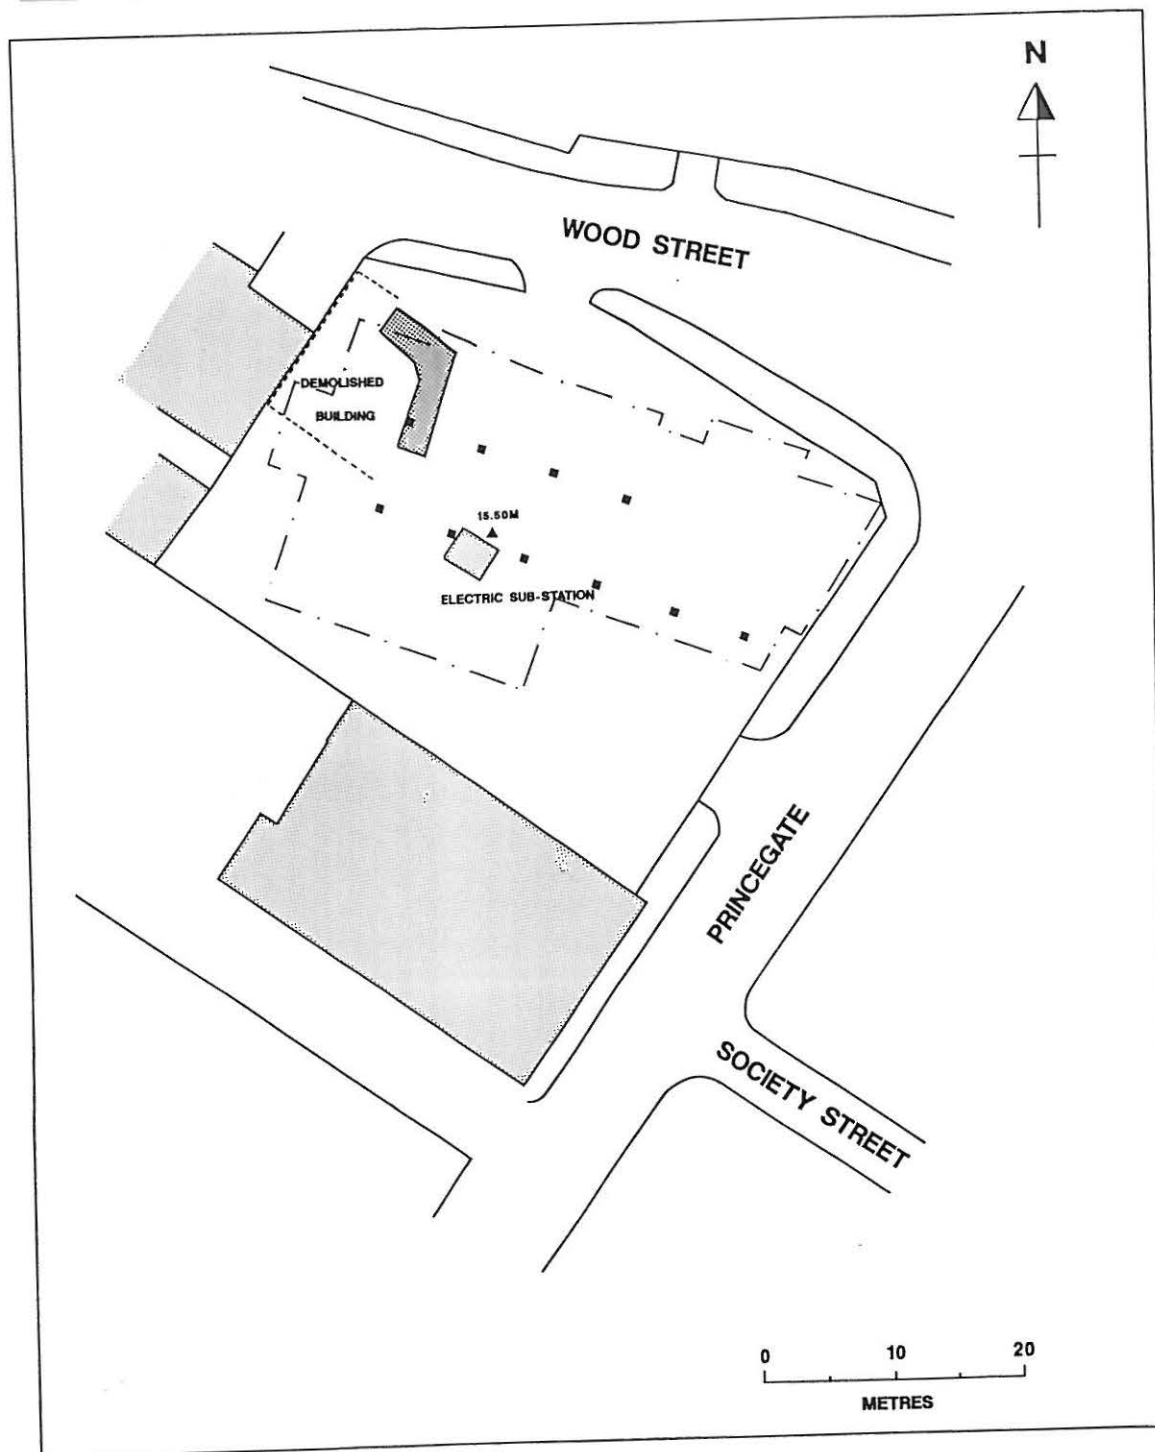 N
WOOD STREET
DEMOLISHED
BUILDING
15.50M
ELECTRIC SUB-STATION
PRINCEGATE
SOCIETY STREET
0 10 20
METRES